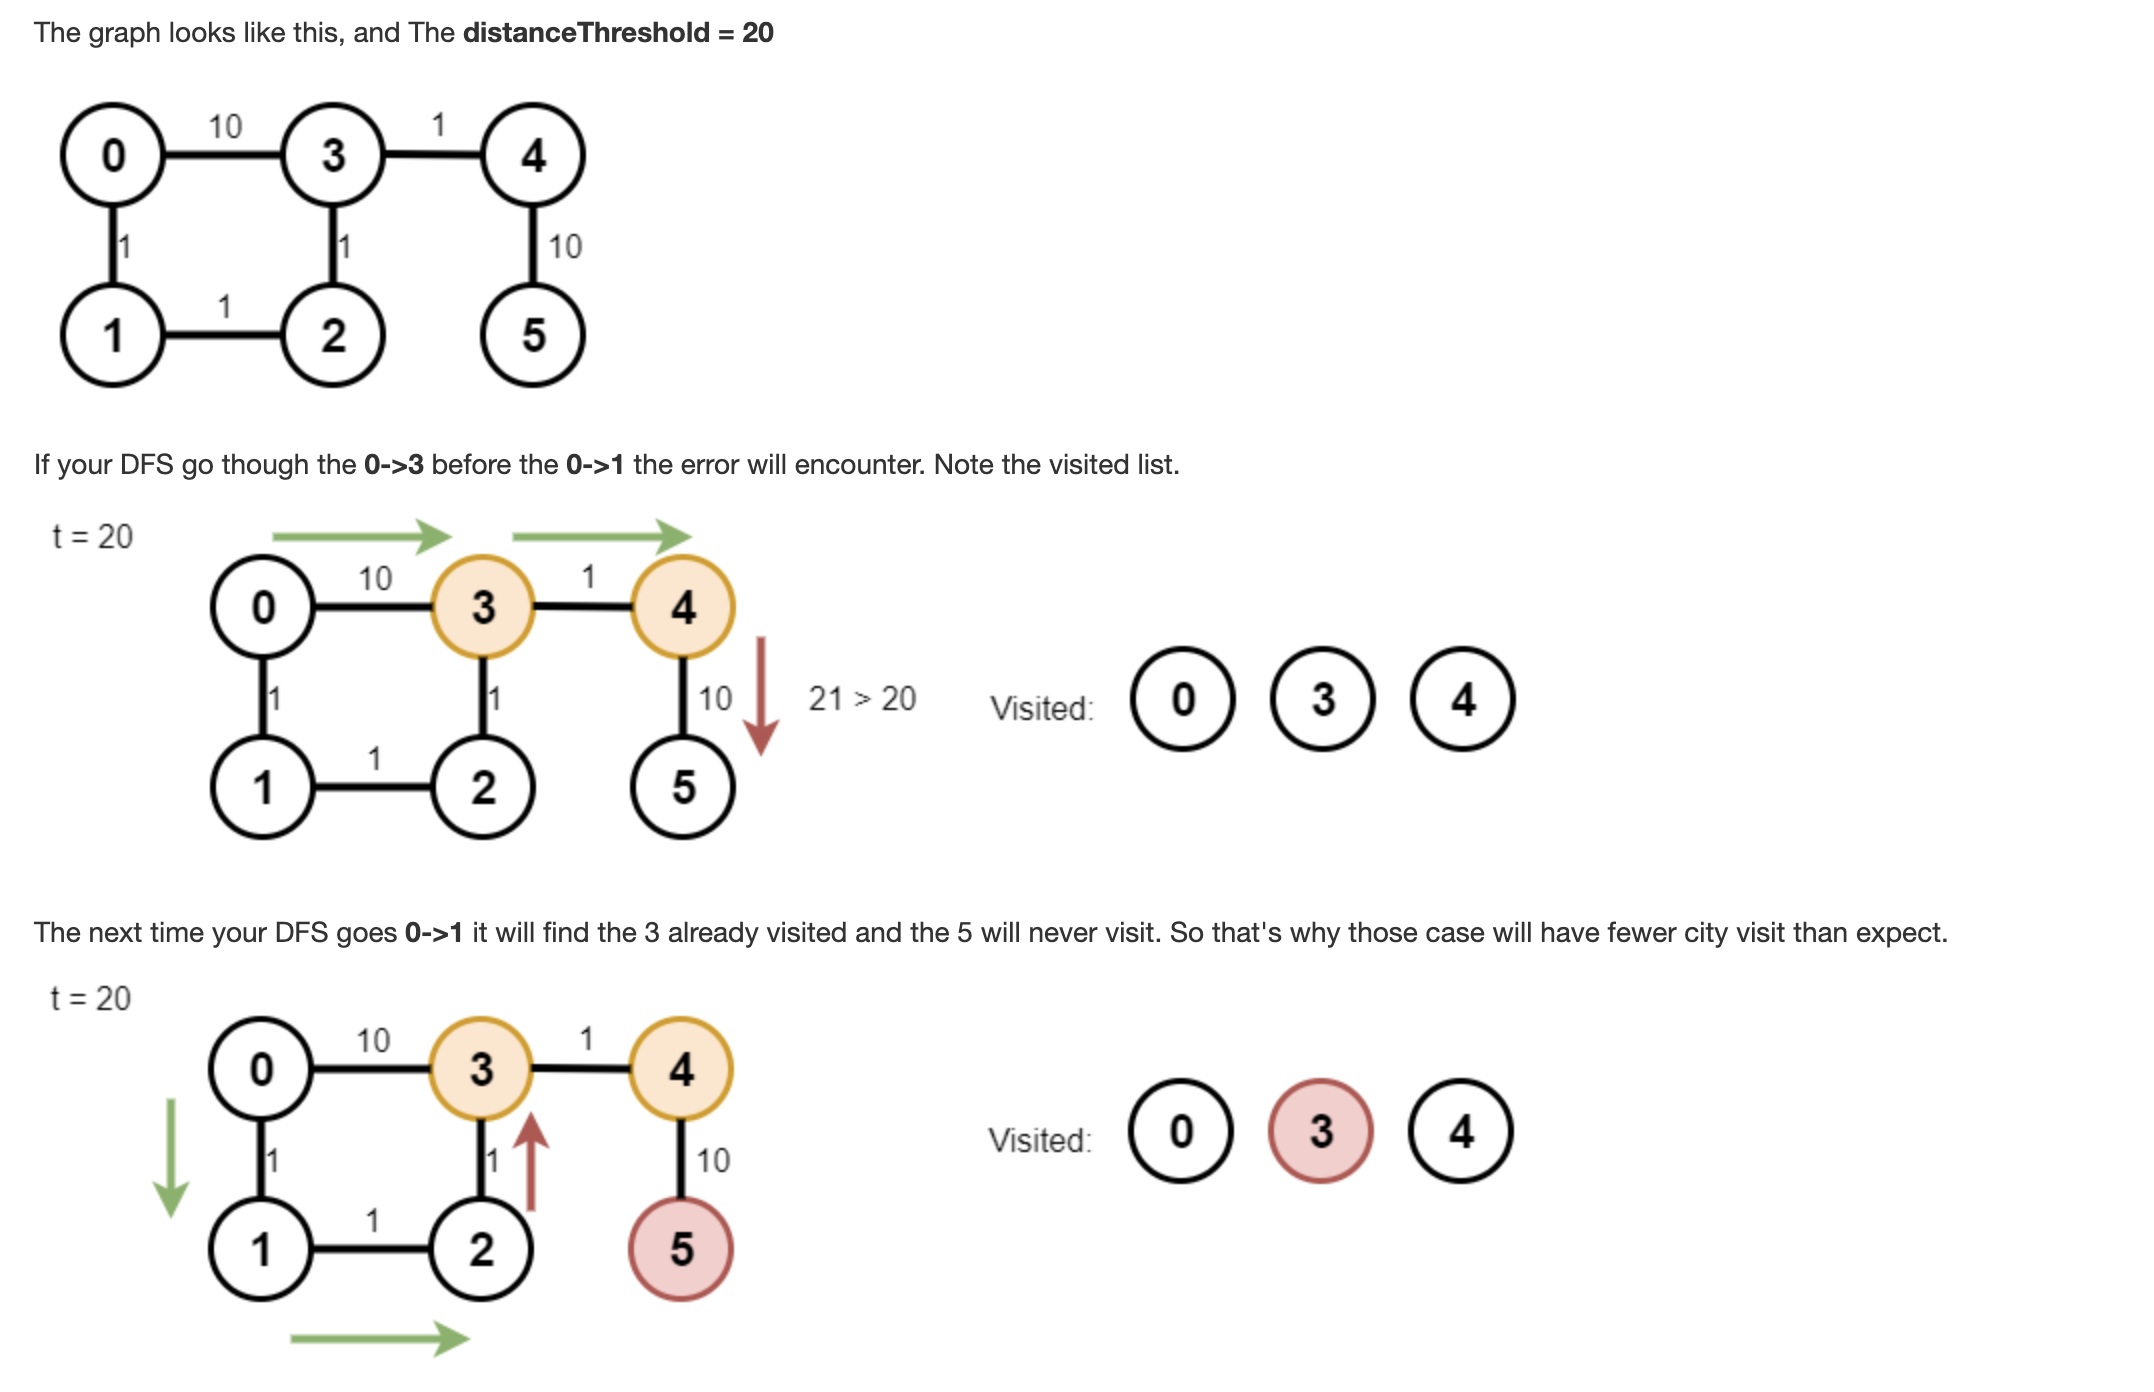 The graph looks like this, and The distanceThreshold = 20
0 10 3 1 4
1 1 10
1 1 2 5
If your DFS go though the 0->3 before the 0->1 the error will encounter. Note the visited list.
t = 20
0 10 3 1 4
1 1 10 21 > 20 Visited: 0 3 4
1 1 2 5
The next time your DFS goes 0->1 it will find the 3 already visited and the 5 will never visit. So that's why those case will have fewer city visit than expect.
t = 20
0 10 3 1 4
1 1 10 Visited: 0 3 4
1 1 2 5